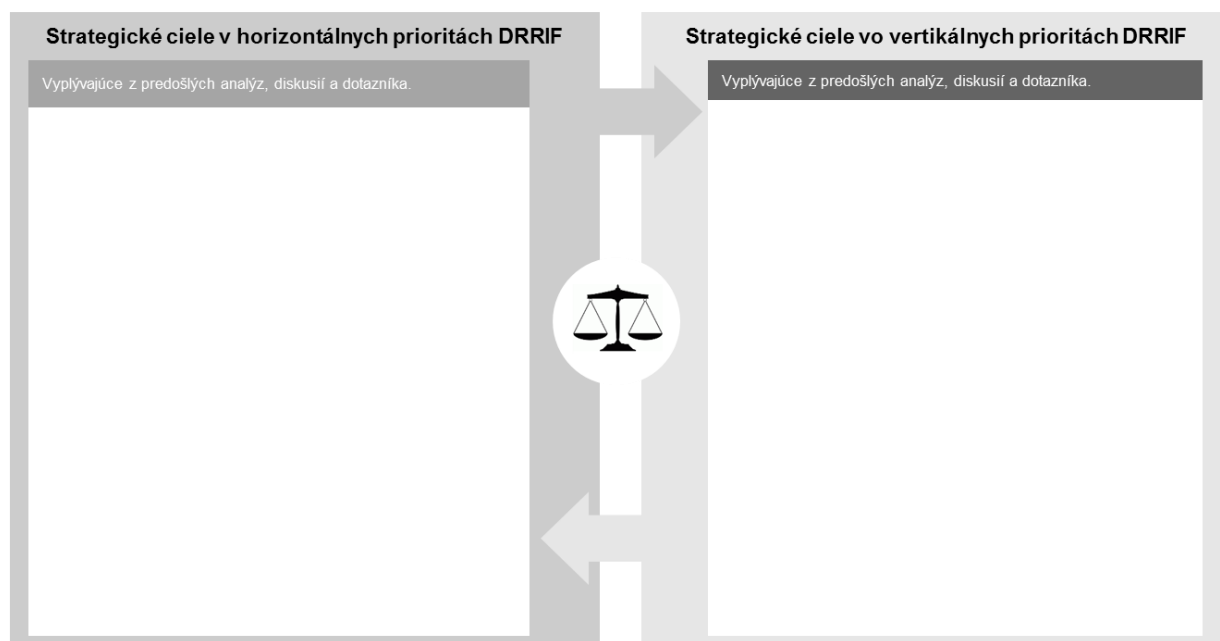 Strategické ciele v horizontálnych prioritách DRRIF
Vyplývajúce z predošlých analýz, diskusií a dotazníka.
Strategické ciele vo vertikálnych prioritách DRRIF
Vyplývajúce z predošlých analýz, diskusií a dotazníka.